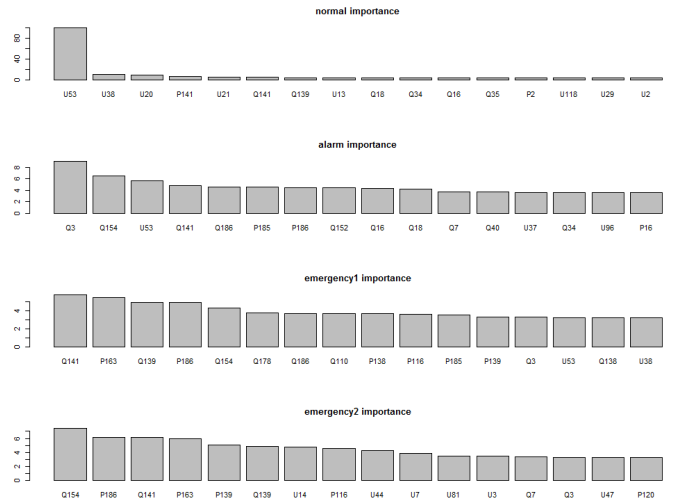 normal importance
0 40 80
U53 U38 U20 P141 U21 Q141 Q139 U13 Q18 Q34 Q16 Q35 P2 U118 U29 U2
alarm importance
0 2 4 6 8
Q3 Q154 U53 Q141 Q186 P185 P186 Q152 Q16 Q18 Q7 Q40 U37 Q34 U96 P16
emergency1 importance
0 2 4
Q141 P163 Q139 P186 Q154 Q178 Q186 Q110 P138 P116 P185 P139 Q3 U53 Q138 U38
emergency2 importance
0 2 4 6
Q154 P186 Q141 P163 P139 Q139 U14 P116 U44 U7 U81 U3 Q7 Q3 U47 P120